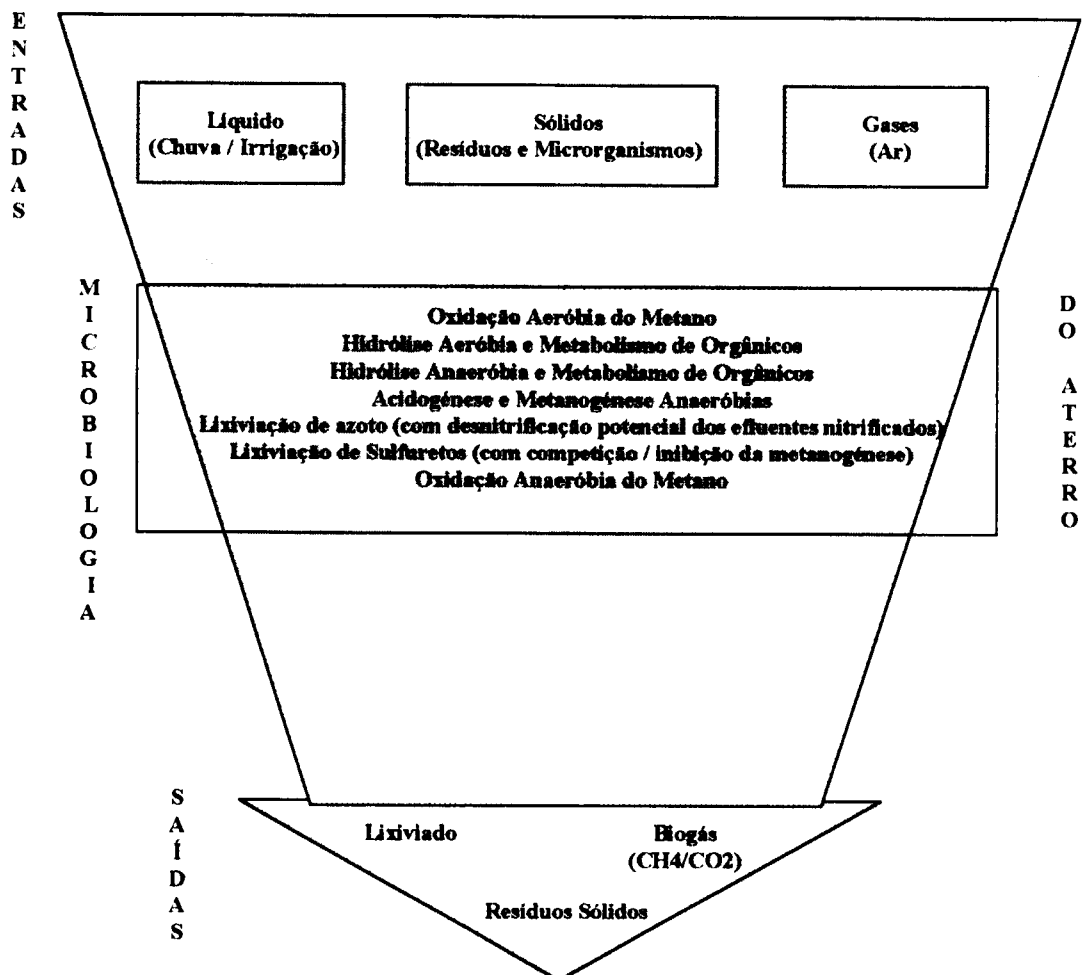 ENTRADAS
Líquido
(Chuva / Irrigação)
Sólidos
(Resíduos e Microrganismos)
Gases
(Ar)
MICROBIOLOGIA
DO ATERRO
Oxidação Aeróbia do Metano
Hidrólise Aeróbia e Metabolismo de Orgânicos
Hidrólise Anaeróbia e Metabolismo de Orgânicos
Acidogénese e Metanogénese Anaeróbias
Lixiviação de azoto (com desnitrificação potencial dos efluentes nitrificados)
Lixiviação de Sulfuretos (com competição / inibição da metanogénese)
Oxidação Anaeróbia do Metano
SAÍDAS
Lixiviado
Biogás
(CH4/CO2)
Resíduos Sólidos